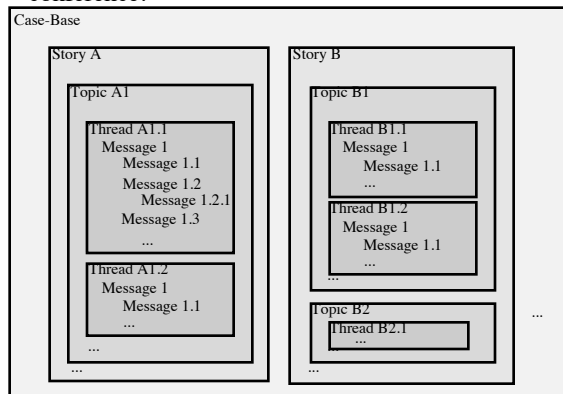 Case-Base
Story A
Topic A1
Thread A1.1
Message 1
Message 1.1
Message 1.2
Message 1.2.1
Message 1.3
...
Thread A1.2
Message 1
Message 1.1
...
...
...
Story B
Topic B1
Thread B1.1
Message 1
Message 1.1
...
Thread B1.2
Message 1
Message 1.1
...
...
Topic B2
Thread B2.1
...
...
...
...